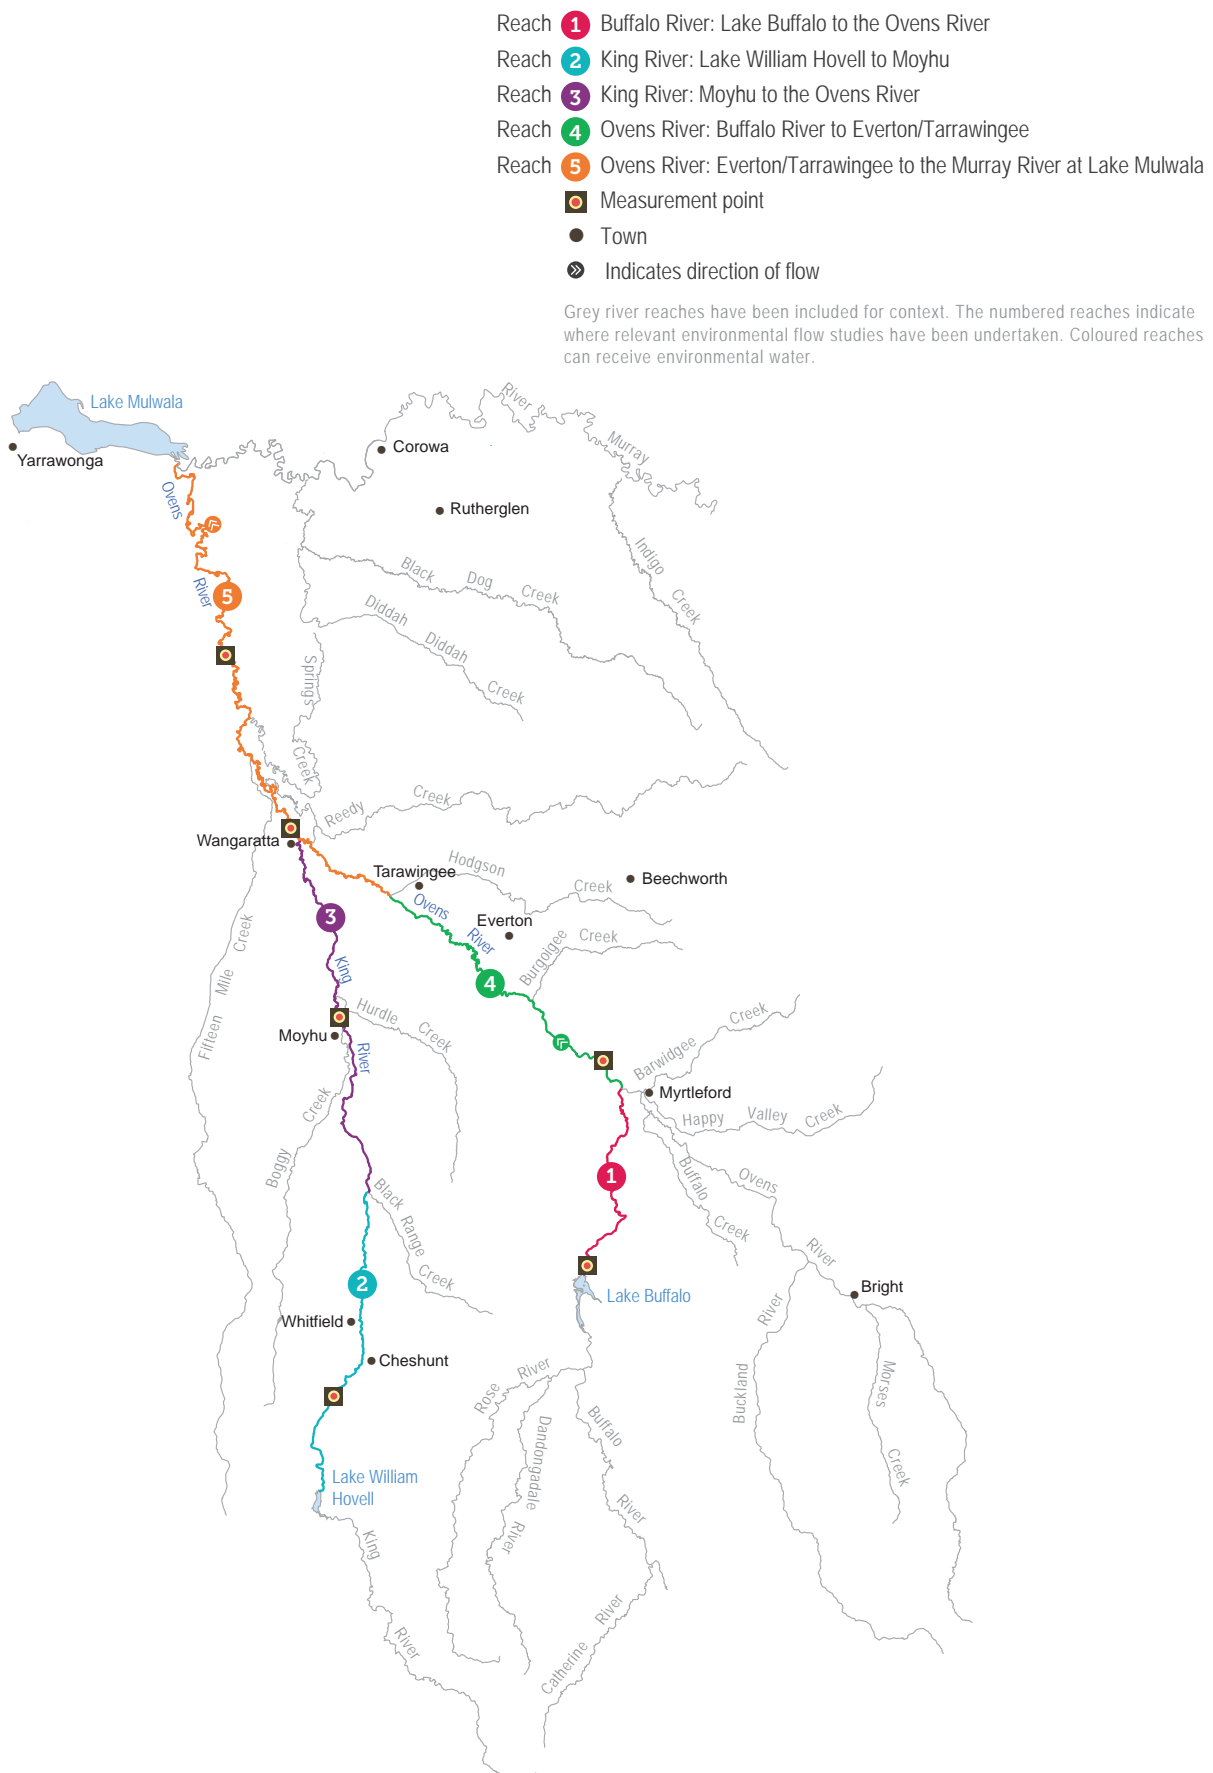 Reach 1 Buffalo River: Lake Buffalo to the Ovens River
Reach 2 King River: Lake William Hovell to Moyhu
Reach 3 King River: Moyhu to the Ovens River
Reach 4 Ovens River: Buffalo River to Everton/Tarrawingee
Reach 5 Ovens River: Everton/Tarrawingee to the Murray River at Lake Mulwala
Measurement point
Town
Indicates direction of flow
Grey river reaches have been included for context. The numbered reaches indicate
where relevant environmental flow studies have been undertaken. Coloured reaches
can receive environmental water.
Lake Mulwala
River
Murray
Corowa
Yarrawonga
Ovens
Rutherglen
Indigo
Creek
Black Dog Creek
River
5
Diddah Diddah Creek
Springs
Creek
Reedy Creek
Wangaratta
Tarawingee
Hodgson Creek
Beechworth
Ovens
River
Everton
Burgoigee Creek
3
Fifteen Mile Creek
King
River
4
Hurdle Creek
Moyhu
Barwidgee Creek
Myrtleford
Happy Valley Creek
Boggy Creek
1
Buffalo Creek
Ovens
River
Black Range Creek
2
Lake Buffalo
Bright
Whitfield
Cheshunt
Rose River
Buckland River
Morses Creek
Dandongadale River
Buffalo River
Lake William
Hovell
King
River
Catherine River